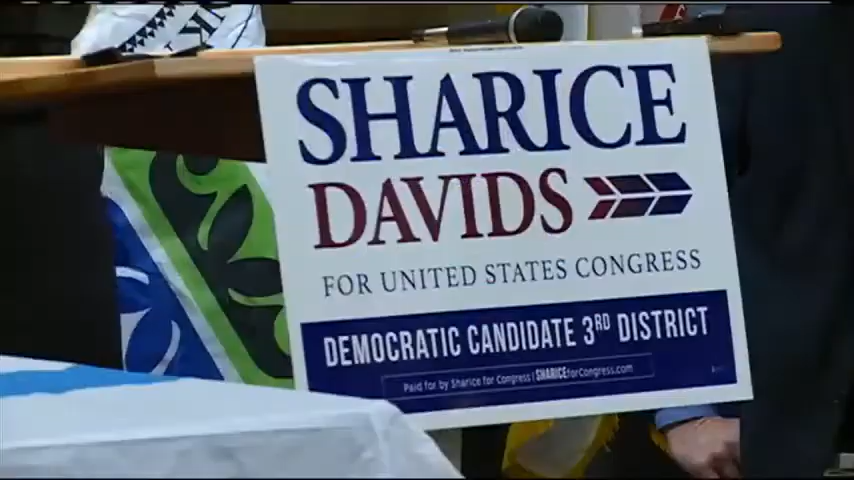 SHARICE
DAVIDS
FOR UNITED STATES CONGRESS
DEMOCRATIC CANDIDATE 3RD DISTRICT
Paid for by Sharice for Congress | SHARICEforCongress.com